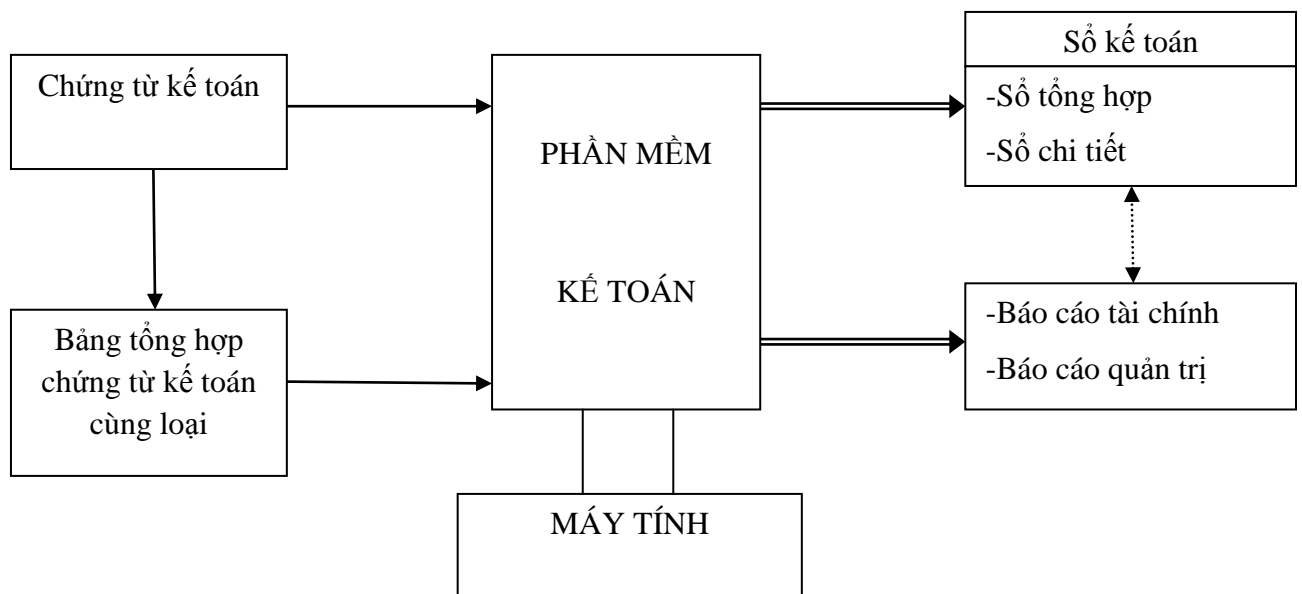 Chứng từ kế toán
Bảng tổng hợp
chứng từ kế toán
cùng loại
PHẦN MỀM
KẾ TOÁN
MÁY TÍNH
Sổ kế toán
-Sổ tổng hợp
-Sổ chi tiết
-Báo cáo tài chính
-Báo cáo quản trị